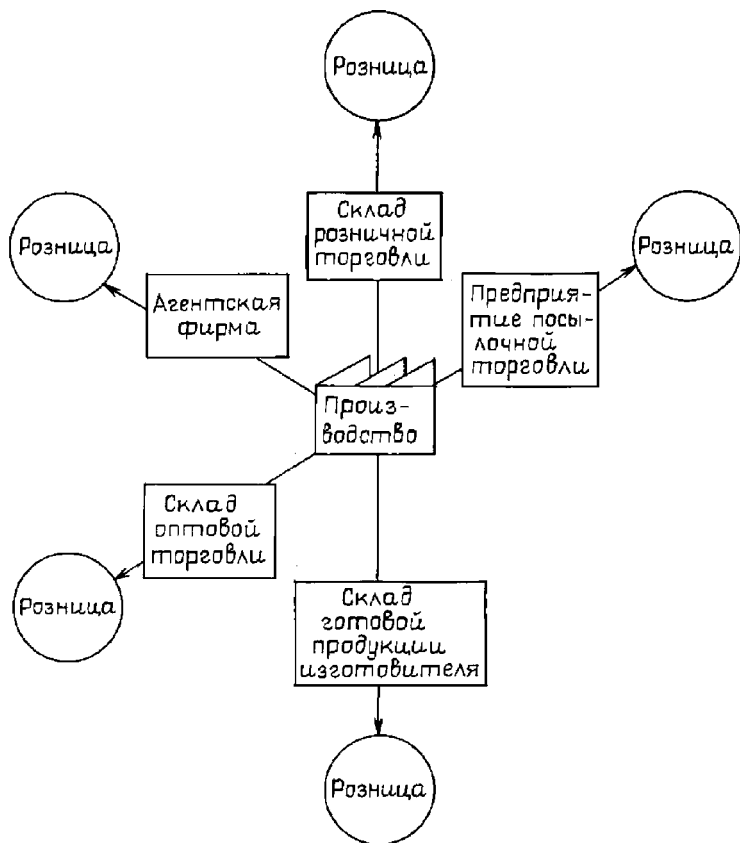 Розница
Склад
розничной
торговли
Розница
Розница
Агентская
фирма
Предприя-
тие посы-
лочной
торговли
Произ-
водство
Склад
оптовой
торговли
Розница
Склад
готовой
продукции
изготовителя
Розница